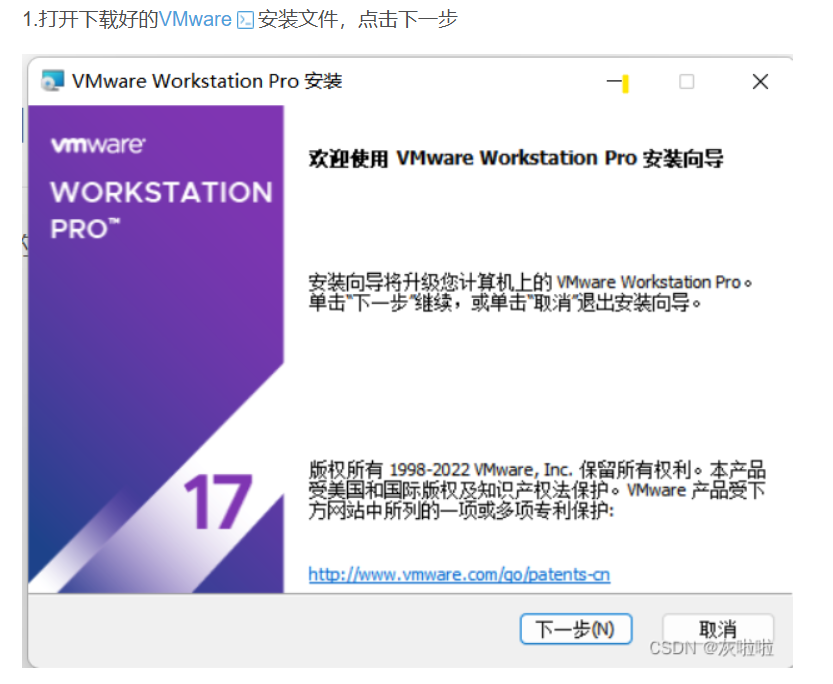 1.打开下载好的VMware 安装文件，点击下一步
VMware Workstation Pro 安装
vmware
WORKSTATION
PRO™
17
欢迎使用 VMware Workstation Pro 安装向导
安装向导将升级您计算机上的 VMware Workstation Pro。
单击“下一步”继续，或单击“取消”退出安装向导。
版权所有 1998-2022 VMware, Inc. 保留所有权利。本产品
受美国和国际版权及知识产权法保护。VMware 产品受下
方网站中所列的一项或多项专利保护:
http://www.vmware.com/go/patents-cn
下一步(N)
取消
CSDN @灰啦啦